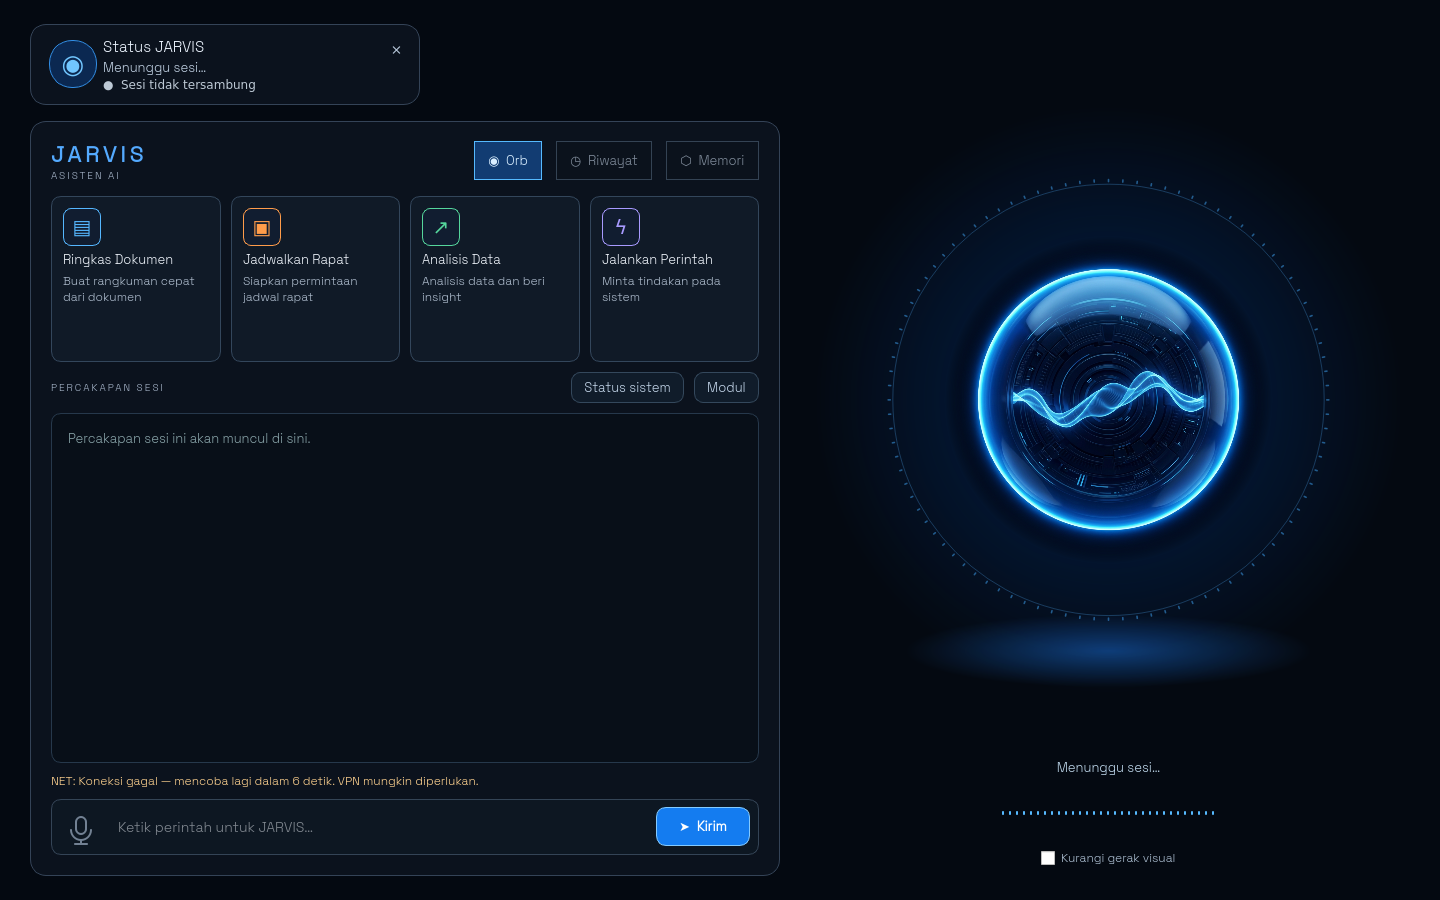 Status JARVIS
Menunggu sesi...
Sesi tidak tersambung
×
JARVIS
ASISTEN AI
Orb
Riwayat
Memori
Ringkas Dokumen
Buat rangkuman cepat
dari dokumen
Jadwalkan Rapat
Siapkan permintaan
jadwal rapat
Analisis Data
Analisis data dan beri
insight
Jalankan Perintah
Minta tindakan pada
sistem
PERCAKAPAN SESI
Status sistem
Modul
Percakapan sesi ini akan muncul di sini.
NET: Koneksi gagal — mencoba lagi dalam 6 detik. VPN mungkin diperlukan.
Ketik perintah untuk JARVIS...
Kirim
Menunggu sesi...
Kurangi gerak visual